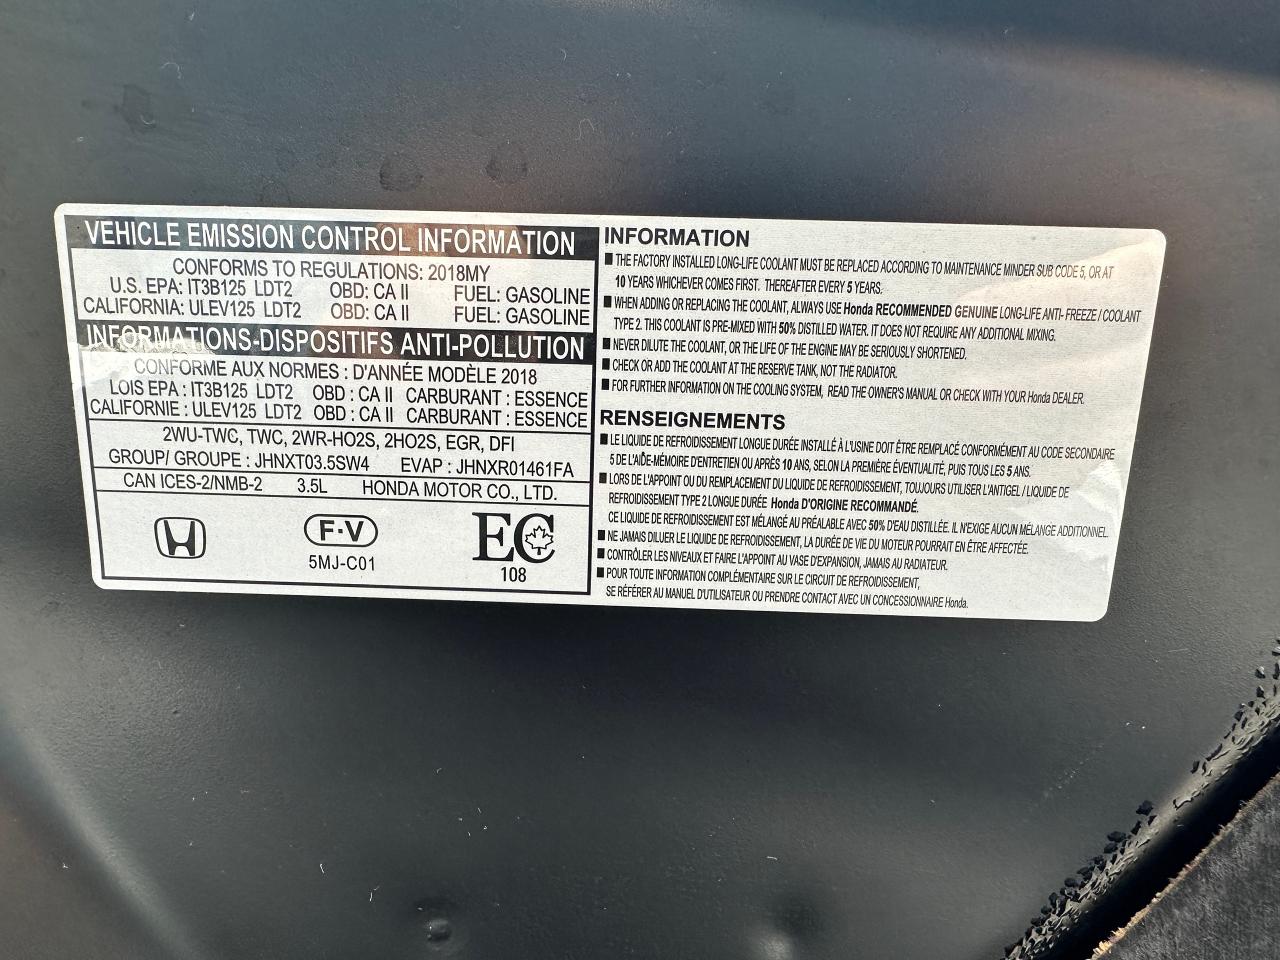 VEHICLE EMISSION CONTROL INFORMATION
CONFORMS TO REGULATIONS: 2018MY
U.S. EPA: IT3B125 LDT2 OBD: CA II FUEL: GASOLINE
CALIFORNIA: ULEV125 LDT2 OBD: CA II FUEL: GASOLINE
INFORMATIONS-DISPOSITIFS ANTI-POLLUTION
CONFORME AUX NORMES : D'ANNÉE MODÈLE 2018
LOIS EPA : IT3B125 LDT2 OBD : CA II CARBURANT : ESSENCE
CALIFORNIE : ULEV125 LDT2 OBD : CA II CARBURANT : ESSENCE
2WU-TWC, TWC, 2WR-HO2S, 2HO2S, EGR, DFI
GROUP/ GROUPE : JHNXT03.5SW4 EVAP : JHNXR01461FA
CAN ICES-2/NMB-2 3.5L HONDA MOTOR CO., LTD.
F-V
5MJ-C01
EC
108
INFORMATION
■ THE FACTORY INSTALLED LONG-LIFE COOLANT MUST BE REPLACED ACCORDING TO MAINTENANCE MINDER SUB CODE 5, OR AT
10 YEARS WHICHEVER COMES FIRST. THEREAFTER EVERY 5 YEARS.
■ WHEN ADDING OR REPLACING THE COOLANT, ALWAYS USE Honda RECOMMENDED GENUINE LONG-LIFE ANTI- FREEZE / COOLANT
TYPE 2. THIS COOLANT IS PRE-MIXED WITH 50% DISTILLED WATER. IT DOES NOT REQUIRE ANY ADDITIONAL MIXING.
■ NEVER DILUTE THE COOLANT, OR THE LIFE OF THE ENGINE MAY BE SERIOUSLY SHORTENED.
■ CHECK OR ADD THE COOLANT AT THE RESERVE TANK, NOT THE RADIATOR.
■ FOR FURTHER INFORMATION ON THE COOLING SYSTEM, READ THE OWNER'S MANUAL OR CHECK WITH YOUR Honda DEALER.
RENSEIGNEMENTS
■ LE LIQUIDE DE REFROIDISSEMENT LONGUE DURÉE INSTALLÉ À L'USINE DOIT ÊTRE REMPLACÉ CONFORMÉMENT AU CODE SECONDAIRE
5 DE L'AIDE-MÉMOIRE D'ENTRETIEN OU APRÈS 10 ANS, SELON LA PREMIÈRE ÉVENTUALITÉ, PUIS TOUS LES 5 ANS.
■ LORS DE L'APPOINT OU DU REMPLACEMENT DU LIQUIDE DE REFROIDISSEMENT, TOUJOURS UTILISER L'ANTIGEL / LIQUIDE DE
REFROIDISSEMENT TYPE 2 LONGUE DURÉE Honda D'ORIGINE RECOMMANDÉ.
CE LIQUIDE DE REFROIDISSEMENT EST MÉLANGÉ AU PRÉALABLE AVEC 50% D'EAU DISTILLÉE. IL N'EXIGE AUCUN MÉLANGE ADDITIONNEL.
■ NE JAMAIS DILUER LE LIQUIDE DE REFROIDISSEMENT, LA DURÉE DE VIE DU MOTEUR POURRAIT EN ÊTRE AFFECTÉE.
■ CONTRÔLER LES NIVEAUX ET FAIRE L'APPOINT AU VASE D'EXPANSION, JAMAIS AU RADIATEUR.
■ POUR TOUTE INFORMATION COMPLÉMENTAIRE SUR LE CIRCUIT DE REFROIDISSEMENT,
SE RÉFÉRER AU MANUEL D'UTILISATEUR OU PRENDRE CONTACT AVEC UN CONCESSIONNAIRE Honda.